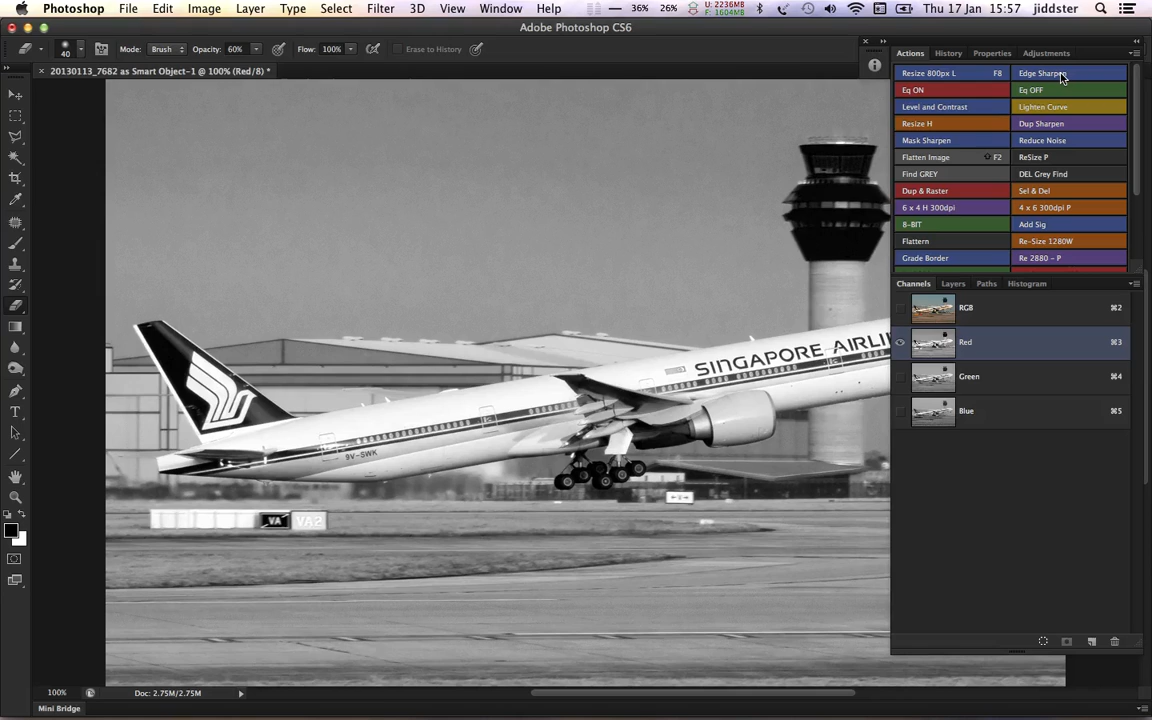 Photoshop File Edit Image Layer Type Select Filter 3D View Window Help 36% 26% U: 2236MB F: 1604MB Thu 17 Jan 15:57 jiddster
Adobe Photoshop CS6
40 Mode: Brush Opacity: 60% Flow: 100% Erase to History
20130113_7682 as Smart Object-1 @ 100% (Red/8) *
Actions History Properties Adjustments
Resize 800px L F8 Edge Sharpen
Eq ON Eq OFF
Level and Contrast Lighten Curve
Resize H Dup Sharpen
Mask Sharpen Reduce Noise
Flatten Image F2 ReSize P
Find GREY DEL Grey Find
Dup & Raster Sel & Del
6 x 4 H 300dpi 4 x 6 300dpi P
8-BIT Add Sig
Flattern Re-Size 1280W
Grade Border Re 2880 - P
Channels Layers Paths Histogram
RGB ⌘2
Red ⌘3
Green ⌘4
Blue ⌘5
SINGAPORE AIRLIN
9V-SWK
VA VA2
100% Doc: 2.75M/2.75M
Mini Bridge